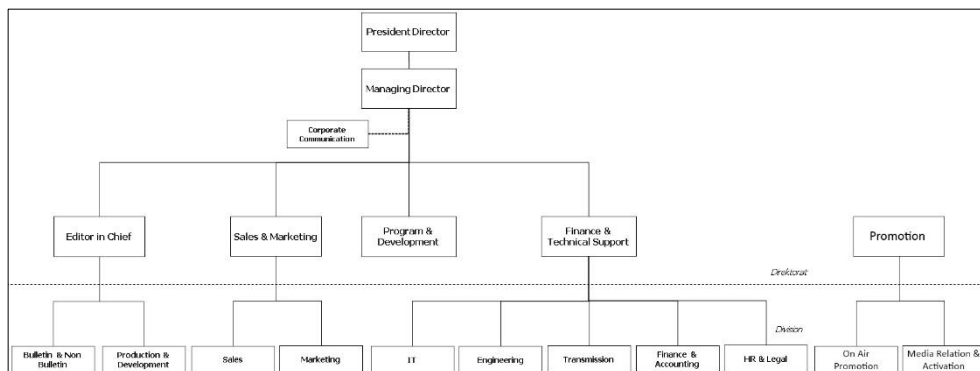 President Director
Managing Director
Corporate
Communication
Editor in Chief
Sales & Marketing
Program &
Development
Finance &
Technical Support
Promotion
Direktorat
Division
Bulletin & Non
Bulletin
Production &
Development
Sales
Marketing
IT
Engineering
Transmission
Finance &
Accounting
HR & Legal
On Air
Promotion
Media Relation &
Activation